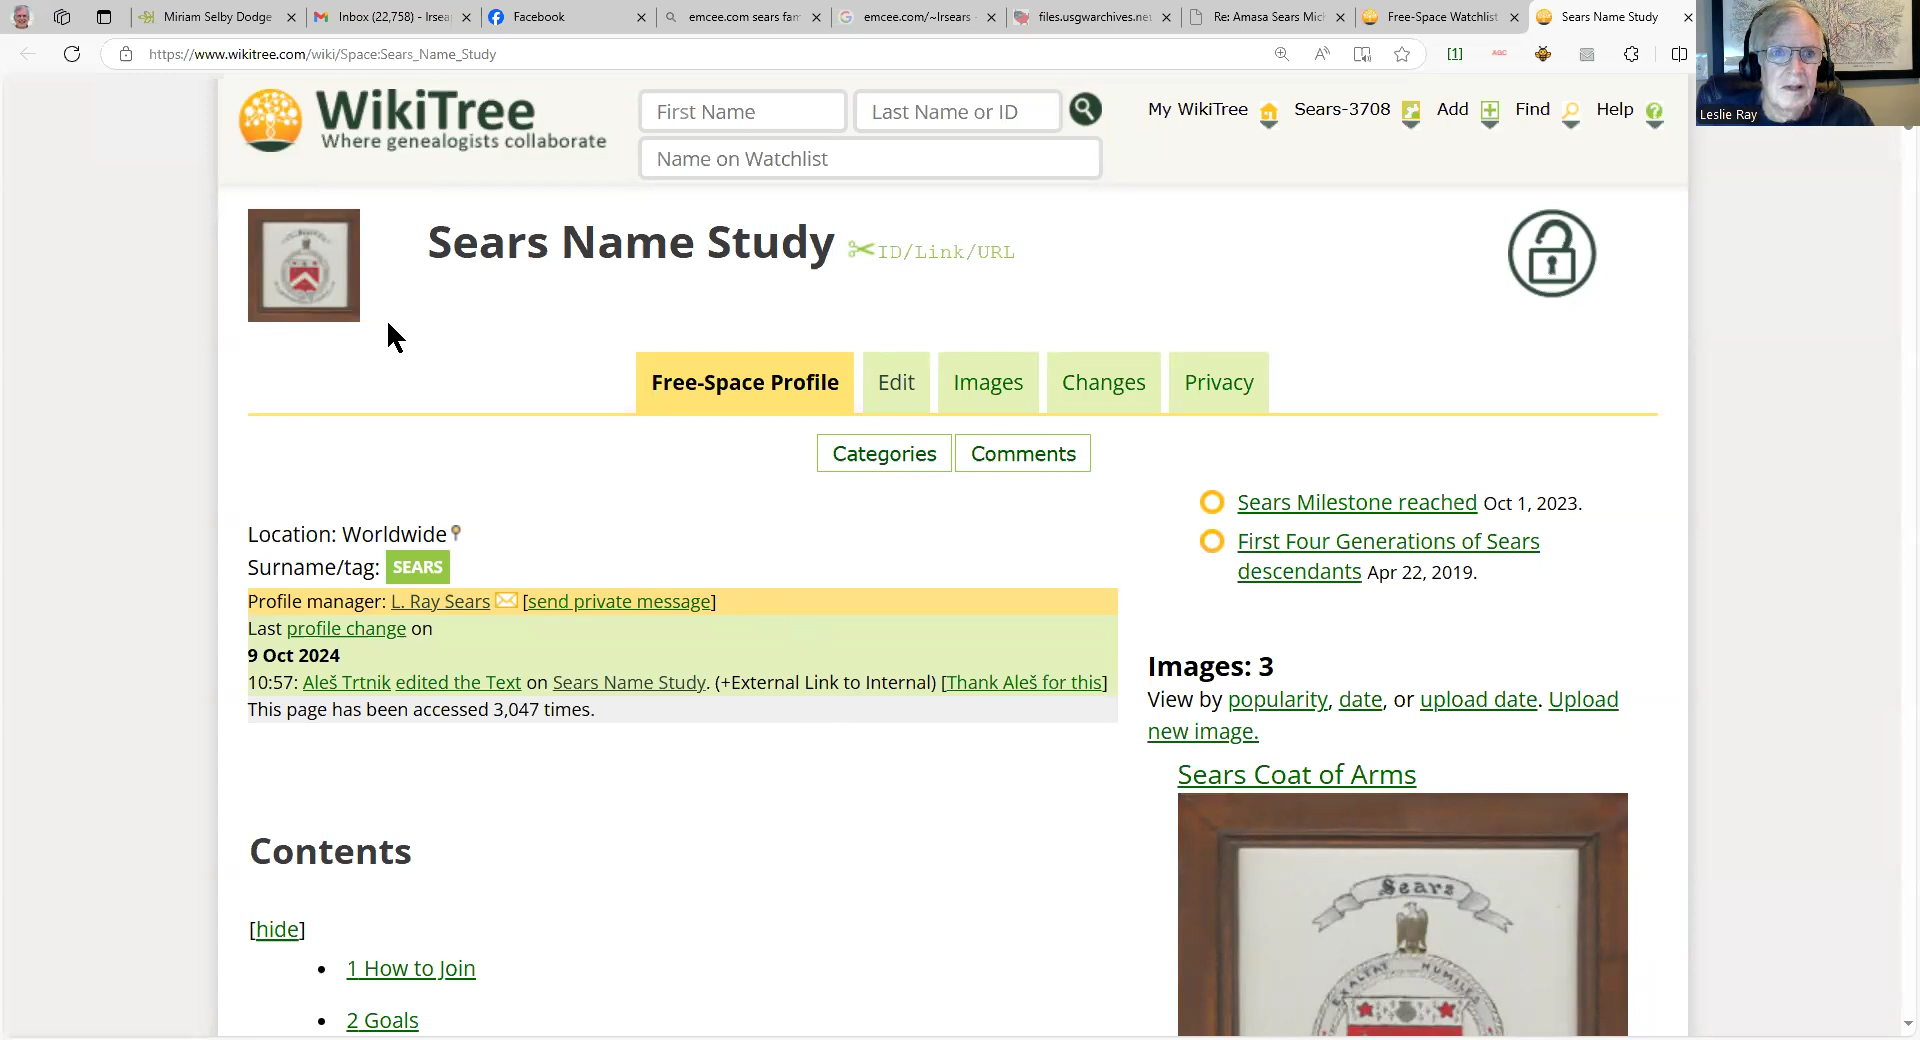 Miriam Selby Dodge
Inbox (22,758) - lrsea
Facebook
emcee.com sears fam
emcee.com/~lrsears -
files.usgwarchives.net
Re: Amasa Sears Mich
Free-Space Watchlist
Sears Name Study
https://www.wikitree.com/wiki/Space:Sears_Name_Study
[1]
AGC
Leslie Ray
WikiTree
Where genealogists collaborate
First Name
Last Name or ID
Name on Watchlist
My WikiTree
Sears-3708
Add
Find
Help
Sears Name Study
ID/Link/URL
Free-Space Profile
Edit
Images
Changes
Privacy
Categories
Comments
Location: Worldwide
Surname/tag: SEARS
Profile manager: L. Ray Sears [send private message]
Last profile change on
9 Oct 2024
10:57: Aleš Trtnik edited the Text on Sears Name Study. (+External Link to Internal) [Thank Aleš for this]
This page has been accessed 3,047 times.
Contents
[hide]
1 How to Join
2 Goals
Sears Milestone reached Oct 1, 2023.
First Four Generations of Sears
descendants Apr 22, 2019.
Images: 3
View by popularity, date, or upload date. Upload
new image.
Sears Coat of Arms
Sears
EXALTAT HUMILES